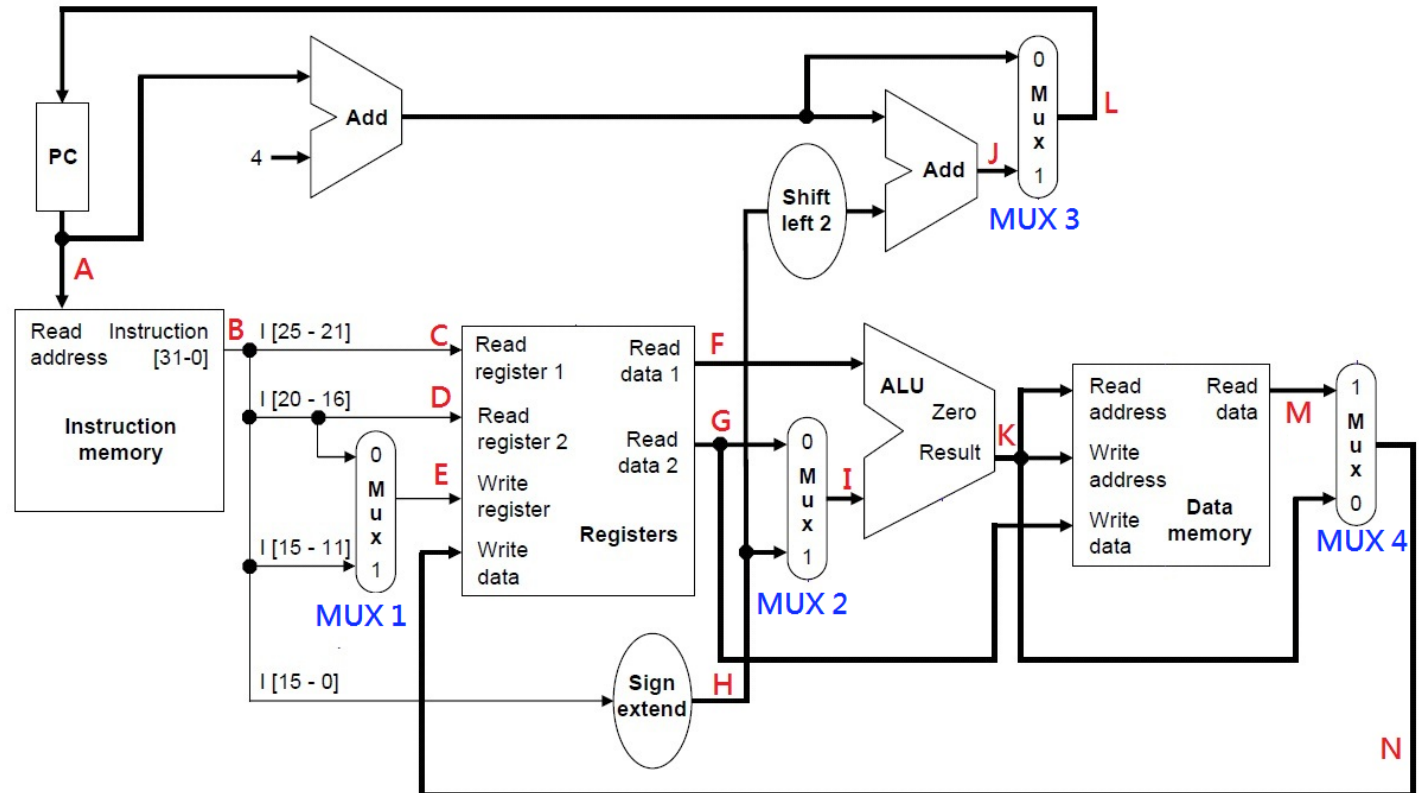 PC
4
Add
Shift
left 2
Add
J
0
M
u
x
1
MUX 3
L
A
Read
address
Instruction
[31-0]
Instruction
memory
B
I [25 - 21]
C
I [20 - 16]
D
I [15 - 11]
I [15 - 0]
0
M
u
x
1
MUX 1
E
Read
register 1
Read
register 2
Write
register
Write
data
Read
data 1
Read
data 2
Registers
F
G
Sign
extend
H
0
M
u
x
1
MUX 2
I
ALU
Zero
Result
K
Read
address
Write
address
Write
data
Read
data
Data
memory
M
1
M
u
x
0
MUX 4
N